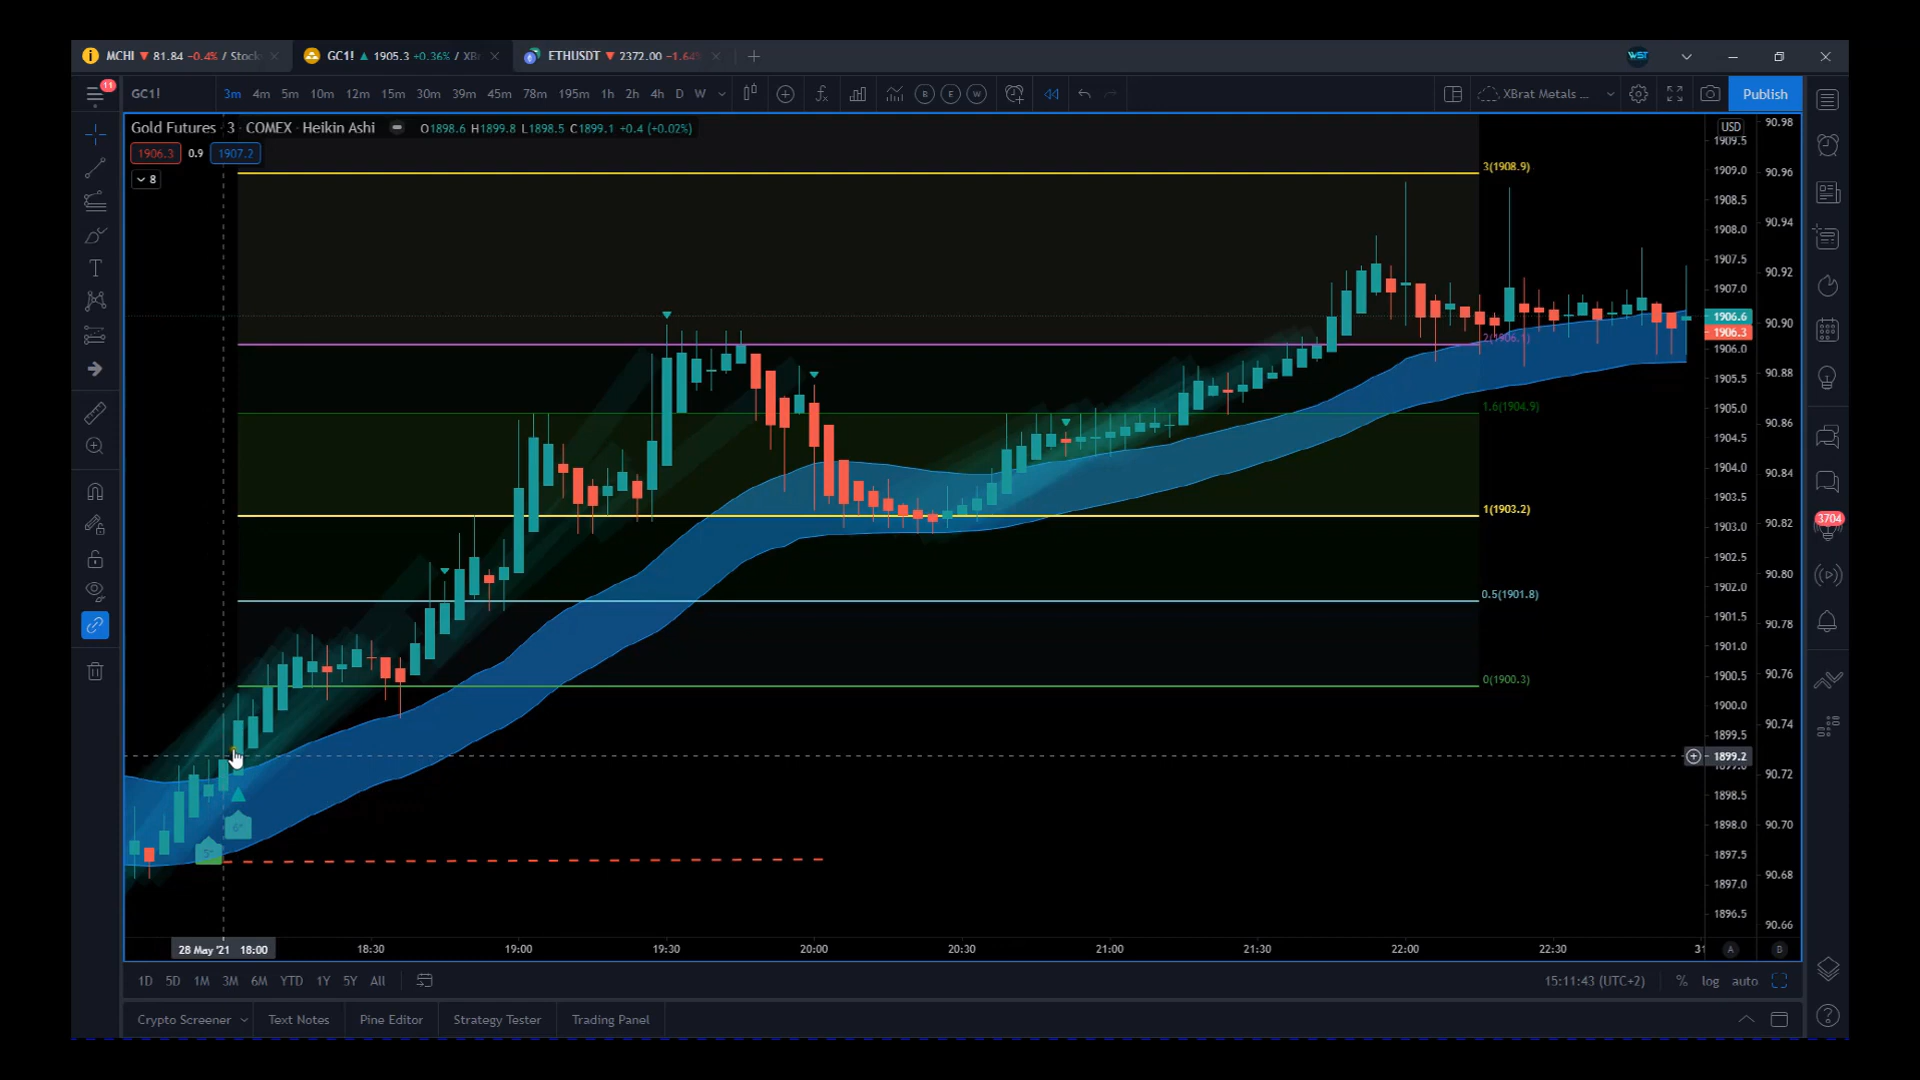 MCHI ▼ 81.84 −0.4% / Stock
GC1! ▲ 1905.3 +0.36% / XB
ETHUSDT ▼ 2372.00 −1.64%
WST
11
GC1!
3m 4m 5m 10m 12m 15m 30m 39m 45m 78m 195m 1h 2h 4h D W
B E W
XBrat Metals ...
Publish
Gold Futures · 3 · COMEX · Heikin Ashi
O1898.6 H1899.8 L1898.5 C1899.1 +0.4 (+0.02%)
1906.3 0.9 1907.2
8
USD
3(1908.9)
2(1906.1)
1.6(1904.9)
1(1903.2)
0.5(1901.8)
0(1900.3)
1909.5
1909.0
1908.5
1908.0
1907.5
1907.0
1906.6
1906.3
1906.0
1905.5
1905.0
1904.5
1904.0
1903.5
1903.0
1902.5
1902.0
1901.5
1901.0
1900.5
1900.0
1899.5
1899.2
1899.0
1898.5
1898.0
1897.5
1897.0
1896.5
90.98
90.96
90.94
90.92
90.90
90.88
90.86
90.84
90.82
90.80
90.78
90.76
90.74
90.72
90.70
90.68
90.66
3704
28 May '21 18:00
18:30 19:00 19:30 20:00 20:30 21:00 21:30 22:00 22:30 31
A B
1D 5D 1M 3M 6M YTD 1Y 5Y All
15:11:43 (UTC+2) % log auto
Crypto Screener Text Notes Pine Editor Strategy Tester Trading Panel